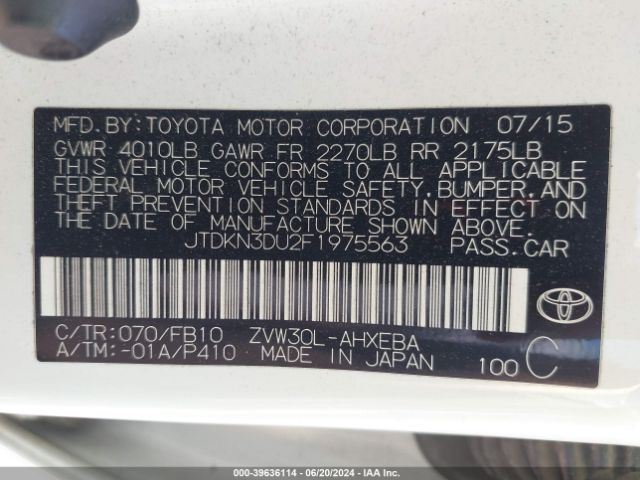 MFD.BY:TOYOTA MOTOR CORPORATION 07/15
GVWR 4010LB GAWR FR 2270LB RR 2175LB
THIS VEHICLE CONFORMS TO ALL APPLICABLE
FEDERAL MOTOR VEHICLE SAFETY,BUMPER,AND
THEFT PREVENTION STANDARDS IN EFFECT ON
THE DATE OF MANUFACTURE SHOWN ABOVE.
JTDKN3DU2F1975563 PASS.CAR
C/TR:070/FB10 ZVW30L-AHXEBA
A/TM:-01A/P410 MADE IN JAPAN 100 C
000-39636114 | 06/20/2024 | IAA Inc.